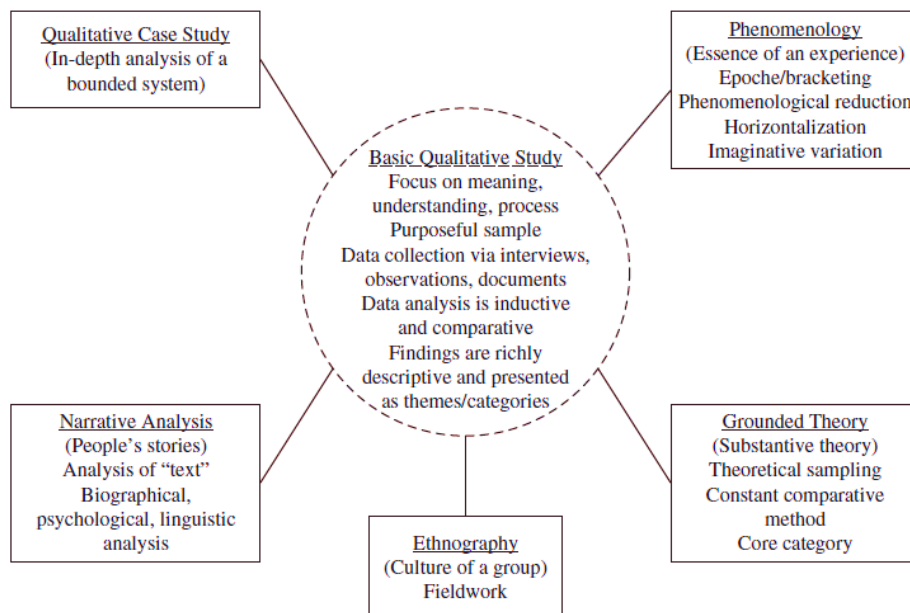 Qualitative Case Study
(In-depth analysis of a
bounded system)
Phenomenology
(Essence of an experience)
Epoche/bracketing
Phenomenological reduction
Horizontalization
Imaginative variation
Basic Qualitative Study
Focus on meaning,
understanding, process
Purposeful sample
Data collection via interviews,
observations, documents
Data analysis is inductive
and comparative
Findings are richly
descriptive and presented
as themes/categories
Narrative Analysis
(People’s stories)
Analysis of “text”
Biographical,
psychological, linguistic
analysis
Ethnography
(Culture of a group)
Fieldwork
Grounded Theory
(Substantive theory)
Theoretical sampling
Constant comparative
method
Core category